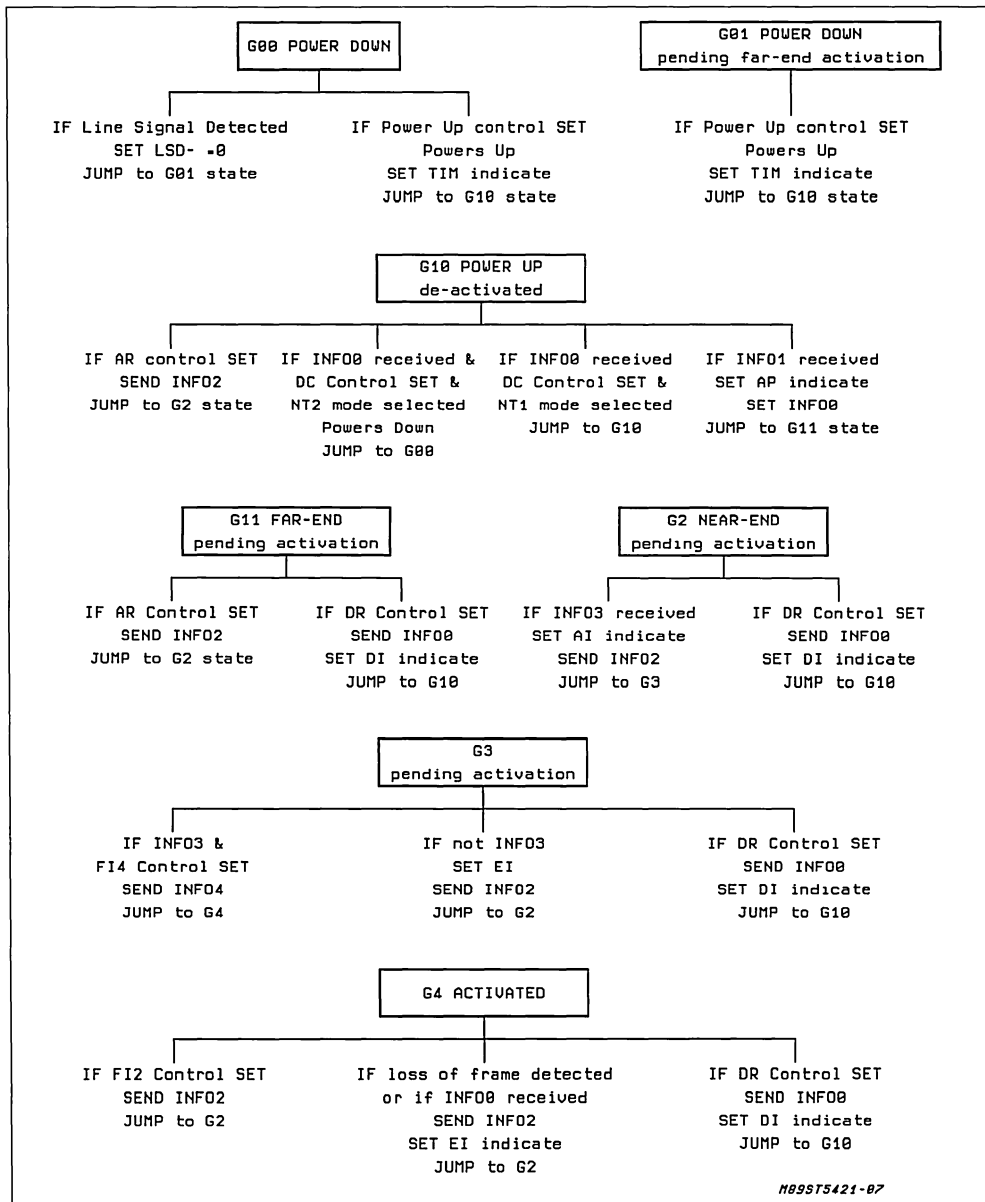 G00 POWER DOWN
G01 POWER DOWN
pending far-end activation
IF Line Signal Detected
SET LSD- =0
JUMP to G01 state
IF Power Up control SET
Powers Up
SET TIM indicate
JUMP to G10 state
IF Power Up control SET
Powers Up
SET TIM indicate
JUMP to G10 state
G10 POWER UP
de-activated
IF AR control SET
SEND INFO2
JUMP to G2 state
IF INFO0 received &
DC Control SET &
NT2 mode selected
Powers Down
JUMP to G00
IF INFO0 received
DC Control SET &
NT1 mode selected
JUMP to G10
IF INFO1 received
SET AP indicate
SET INFO0
JUMP to G11 state
G11 FAR-END
pending activation
G2 NEAR-END
pending activation
IF AR Control SET
SEND INFO2
JUMP to G2 state
IF DR Control SET
SEND INFO0
SET DI indicate
JUMP to G10
IF INFO3 received
SET AI indicate
SEND INFO2
JUMP to G3
IF DR Control SET
SEND INFO0
SET DI indicate
JUMP to G10
G3
pending activation
IF INFO3 &
FI4 Control SET
SEND INFO4
JUMP to G4
IF not INFO3
SET EI
SEND INFO2
JUMP to G2
IF DR Control SET
SEND INFO0
SET DI indicate
JUMP to G10
G4 ACTIVATED
IF FI2 Control SET
SEND INFO2
JUMP to G2
IF loss of frame detected
or if INFO0 received
SEND INFO2
SET EI indicate
JUMP to G2
IF DR Control SET
SEND INFO0
SET DI indicate
JUMP to G10
M89ST5421-07